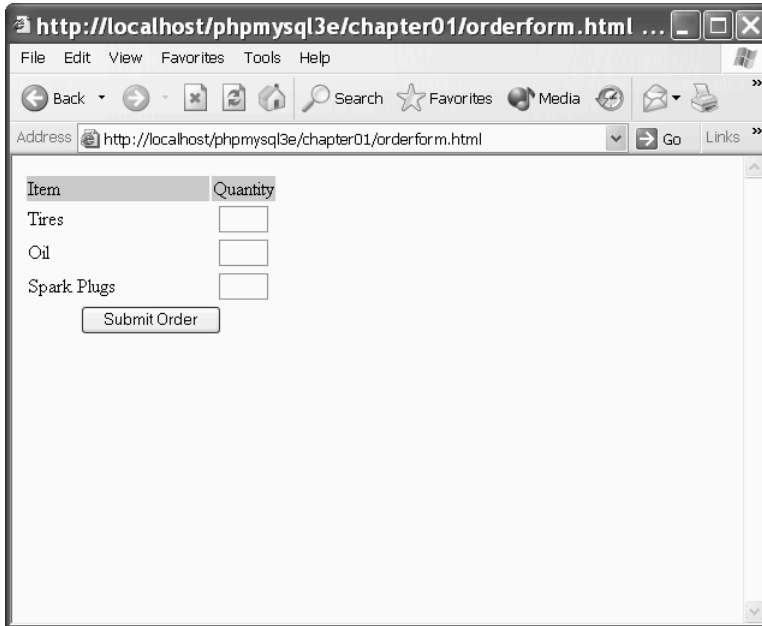 http://localhost/phpmysql3e/chapter01/orderform.html ...
File Edit View Favorites Tools Help
Back Search Favorites Media »
Address http://localhost/phpmysql3e/chapter01/orderform.html Go Links »
Item Quantity
Tires
Oil
Spark Plugs
Submit Order